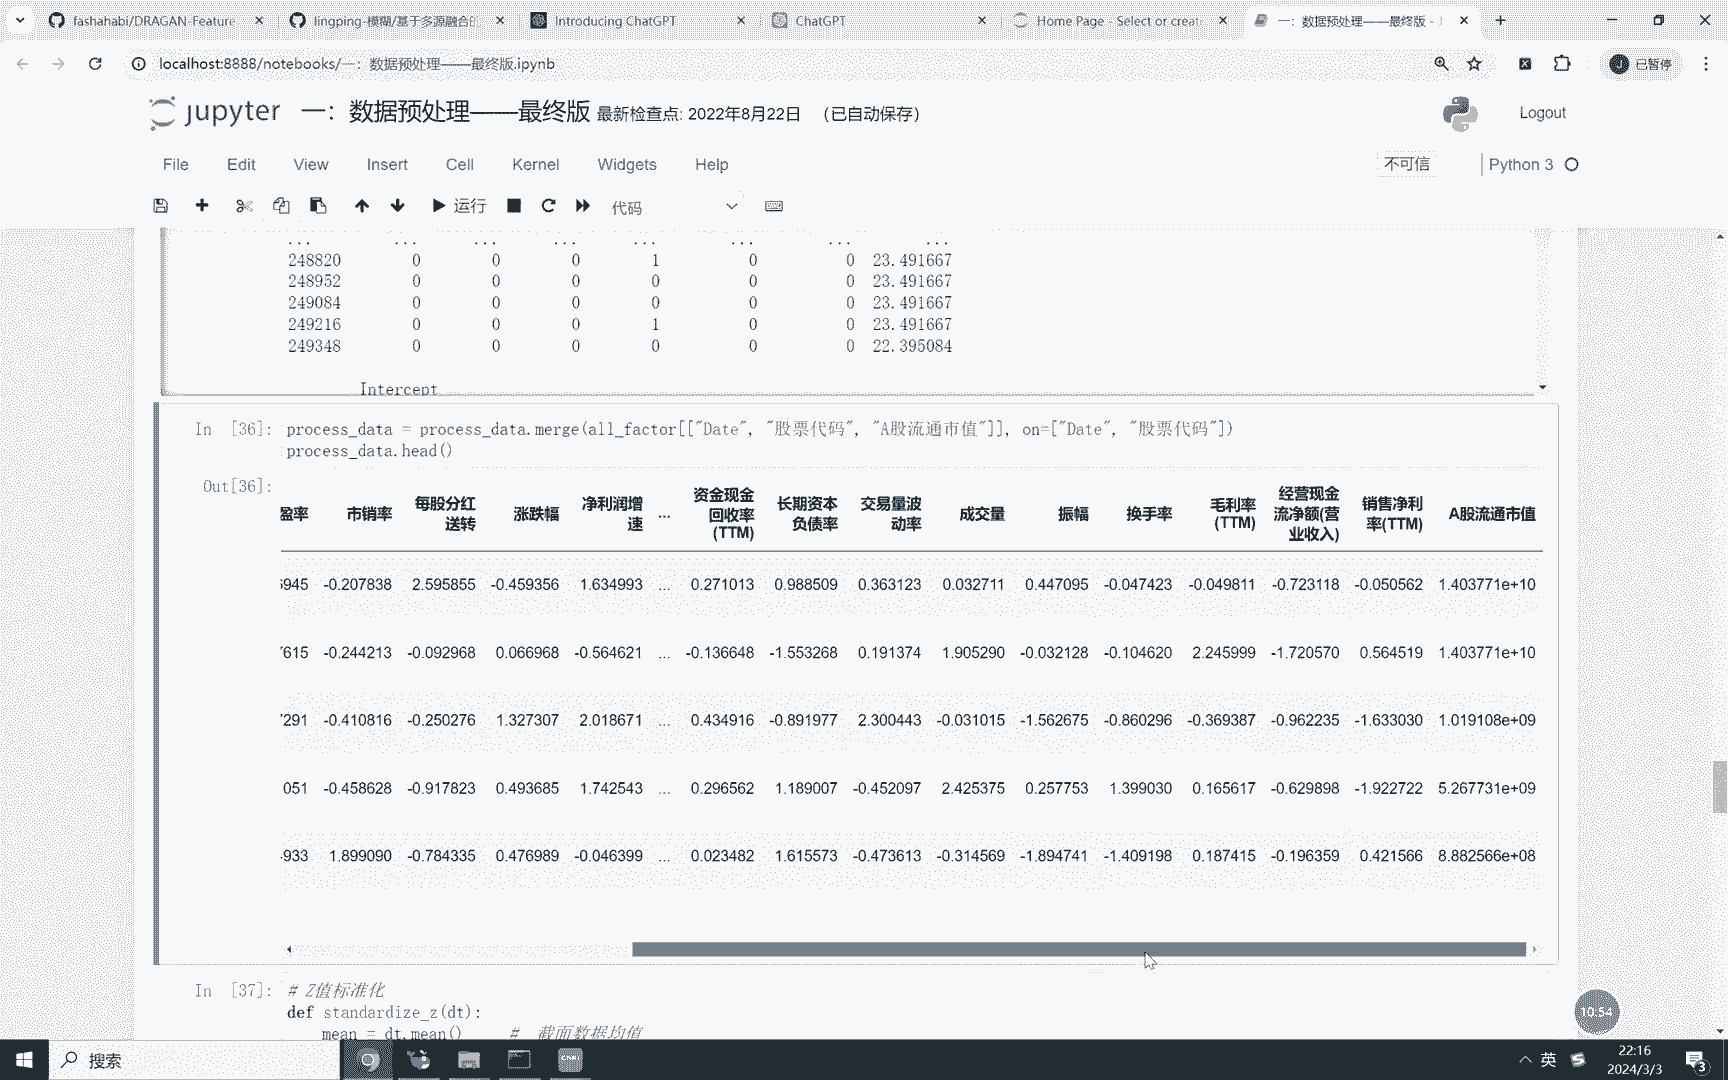 fashahabi/DRAGAN-Feature
lingping-模糊/基于多源融合的
Introducing ChatGPT
ChatGPT
Home Page - Select or create
一：数据预处理——最终版 -
localhost:8888/notebooks/一：数据预处理——最终版.ipynb
J 已暂停
jupyter 一：数据预处理——最终版 最新检查点: 2022年8月22日 （已自动保存）
Logout
File Edit View Insert Cell Kernel Widgets Help
不可信 Python 3
运行 代码
... ... ... ... ... ... ... ...
248820 0 0 0 1 0 0 23.491667
248952 0 0 0 0 0 0 23.491667
249084 0 0 0 0 0 0 23.491667
249216 0 0 0 1 0 0 23.491667
249348 0 0 0 0 0 0 22.395084
Intercept
In [36]: process_data = process_data.merge(all_factor[["Date", "股票代码", "A股流通市值"]], on=["Date", "股票代码"])
process_data.head()
Out[36]:
盈率 市销率 每股分红送转 涨跌幅 净利润增速 ... 资金现金回收率(TTM) 长期资本负债率 交易量波动率 成交量 振幅 换手率 毛利率(TTM) 经营现金流净额(营业收入) 销售净利率(TTM) A股流通市值
6945 -0.207838 2.595855 -0.459356 1.634993 ... 0.271013 0.988509 0.363123 0.032711 0.447095 -0.047423 -0.049811 -0.723118 -0.050562 1.403771e+10
7615 -0.244213 -0.092968 0.066968 -0.564621 ... -0.136648 -1.553268 0.191374 1.905290 -0.032128 -0.104620 2.245999 -1.720570 0.564519 1.403771e+10
7291 -0.410816 -0.250276 1.327307 2.018671 ... 0.434916 -0.891977 2.300443 -0.031015 -1.562675 -0.860296 -0.369387 -0.962235 -1.633030 1.019108e+09
051 -0.458628 -0.917823 0.493685 1.742543 ... 0.296562 1.189007 -0.452097 2.425375 0.257753 1.399030 0.165617 -0.629898 -1.922722 5.267731e+09
933 1.899090 -0.784335 0.476989 -0.046399 ... 0.023482 1.615573 -0.473613 -0.314569 -1.894741 -1.409198 0.187415 -0.196359 0.421566 8.882566e+08
In [37]: # Z值标准化
def standardize_z(dt):
mean = dt.mean() # 截面数据均值
10:54
搜索
CNKI
英
22:16
2024/3/3
3